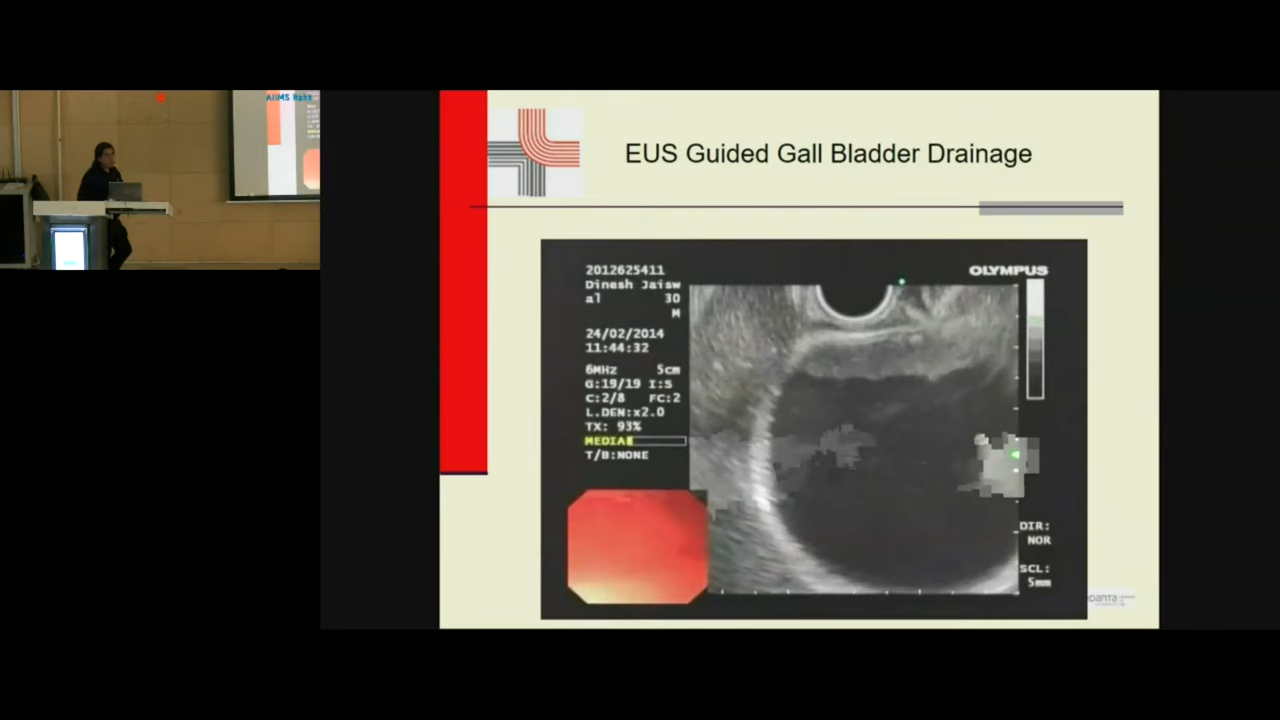 AIIMS
EUS Guided Gall Bladder Drainage
2012625411
Dinesh Jaisw
al 30
M
24/02/2014
11:44:32
6MHz 5cm
G:19/19 I:5
C:2/8 FC:2
L.DEN:x2.0
TX: 93%
MEDIA
T/B:NONE
OLYMPUS
DIR:
NOR
SCL:
5mm